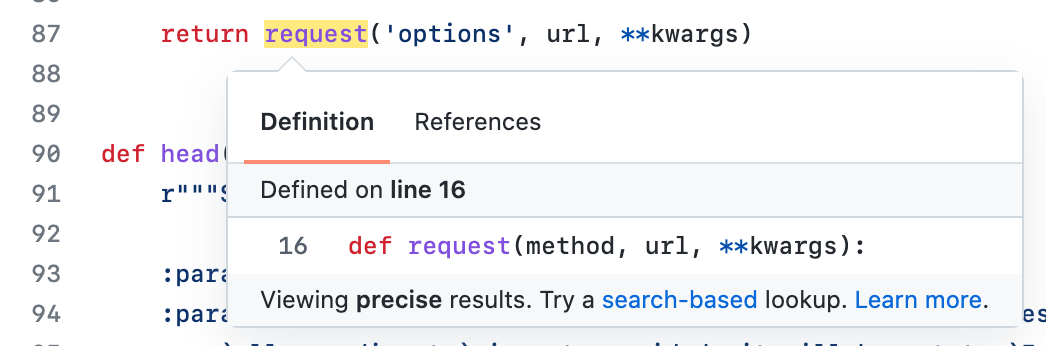 87 return request('options', url, **kwargs)
88
89
Definition References
90 def head(
91 r"""S
Defined on line 16
92
16 def request(method, url, **kwargs):
93 :para
94 :para
Viewing precise results. Try a search-based lookup. Learn more.